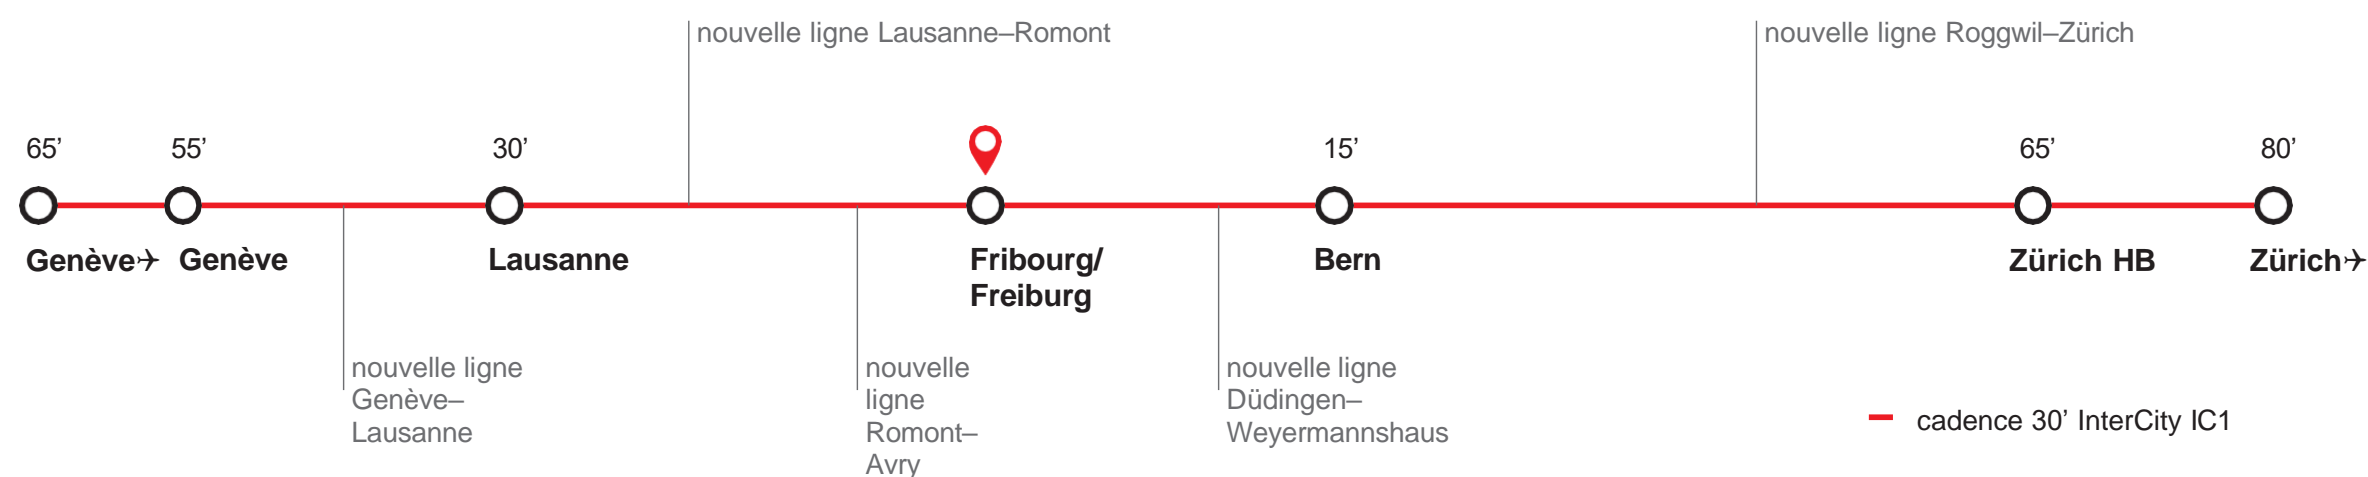 nouvelle ligne Lausanne–Romont
nouvelle ligne Roggwil–Zürich
65’
55’
30’
15’
65’
80’
Genève✈
Genève
Lausanne
Fribourg/
Freiburg
Bern
Zürich HB
Zürich✈
nouvelle ligne
Genève–
Lausanne
nouvelle
ligne
Romont–
Avry
nouvelle ligne
Düdingen–
Weyermannshaus
cadence 30’ InterCity IC1